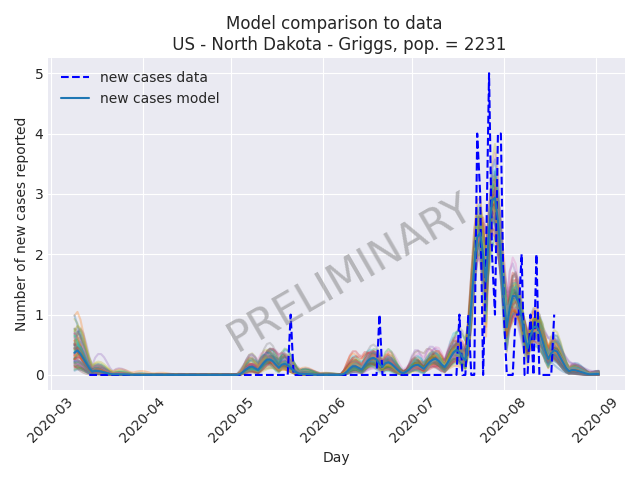 Model comparison to data
US - North Dakota - Griggs, pop. = 2231
new cases data
new cases model
Number of new cases reported
5
4
3
2
1
0
PRELIMINARY
2020-03
2020-04
2020-05
2020-06
2020-07
2020-08
2020-09
Day